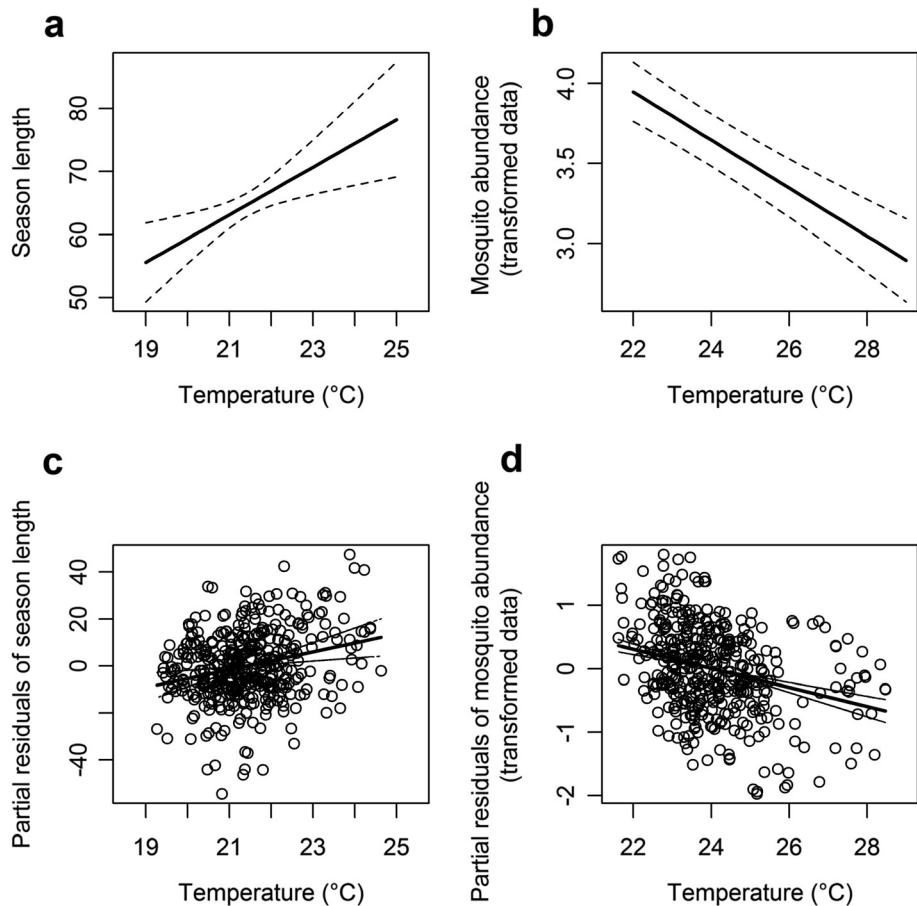 a
Season length
80
70
60
50
19
21
23
25
Temperature (°C)
b
Mosquito abundance
(transformed data)
4.0
3.5
3.0
22
24
26
28
Temperature (°C)
c
Partial residuals of season length
40
20
0
-40
19
21
23
25
Temperature (°C)
d
Partial residuals of mosquito abundance
(transformed data)
1
0
-1
-2
22
24
26
28
Temperature (°C)